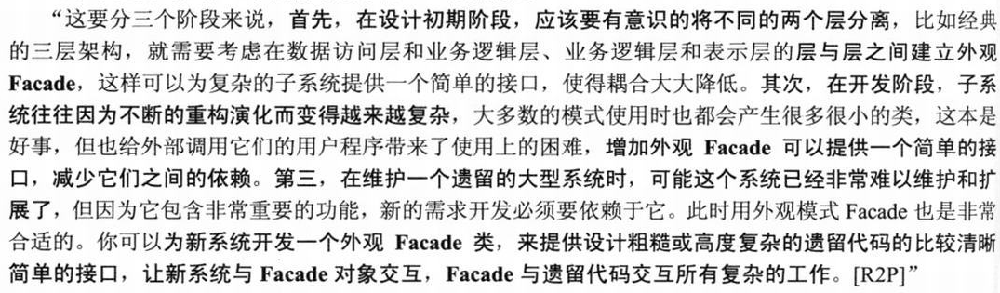 “这要分三个阶段来说，首先，在设计初期阶段，应该要有意识的将不同的两个层分离，比如经典
的三层架构，就需要考虑在数据访问层和业务逻辑层、业务逻辑层和表示层的层与层之间建立外观
Facade，这样可以为复杂的子系统提供一个简单的接口，使得耦合大大降低。其次，在开发阶段，子系
统往往因为不断的重构演化而变得越来越复杂，大多数的模式使用时也都会产生很多很小的类，这本是
好事，但也给外部调用它们的用户程序带来了使用上的困难，增加外观 Facade 可以提供一个简单的接
口，减少它们之间的依赖。第三，在维护一个遗留的大型系统时，可能这个系统已经非常难以维护和扩
展了，但因为它包含非常重要的功能，新的需求开发必须要依赖于它。此时用外观模式 Facade 也是非常
合适的。你可以为新系统开发一个外观 Facade 类，来提供设计粗糙或高度复杂的遗留代码的比较清晰
简单的接口，让新系统与 Facade 对象交互，Facade 与遗留代码交互所有复杂的工作。[R2P]”